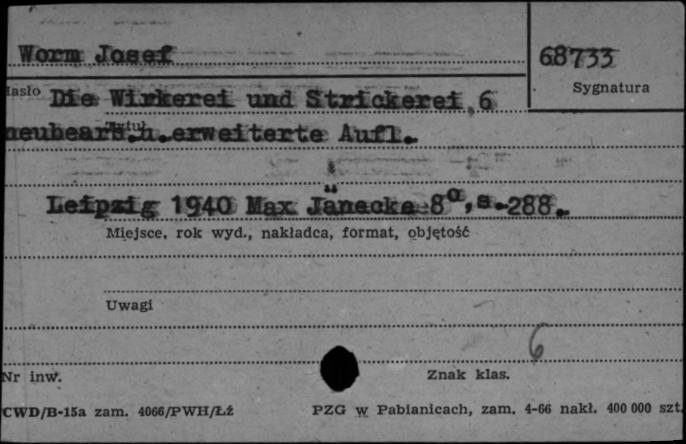 Worm Josef
68733
Sygnatura
Hasło Die Wirkerei und Strickerei 6
neubearb.u.erweiterte Aufl.
Tytuł
Leipzig 1940 Max Jänecke 8°,s.288.
Miejsce, rok wyd., nakładca, format, objętość
Uwagi
6
Nr inw.
Znak klas.
CWD/B-15a zam. 4066/PWH/Łź
PZG w Pabianicach, zam. 4-66 nakł. 400 000 szt.